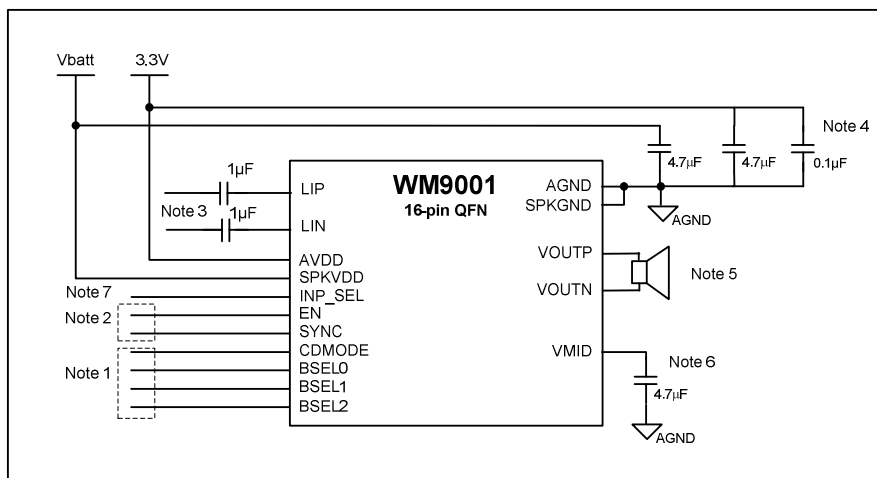 Vbatt
3.3V
Note 4
4.7µF
4.7µF
0.1µF
1µF
LIP
WM9001
16-pin QFN
AGND
SPKGND
AGND
Note 3
1µF
LIN
AVDD
SPKVDD
VOUTP
Note 5
VOUTN
Note 7
INP_SEL
Note 2
EN
SYNC
Note 1
CDMODE
BSEL0
BSEL1
BSEL2
VMID
Note 6
4.7µF
AGND